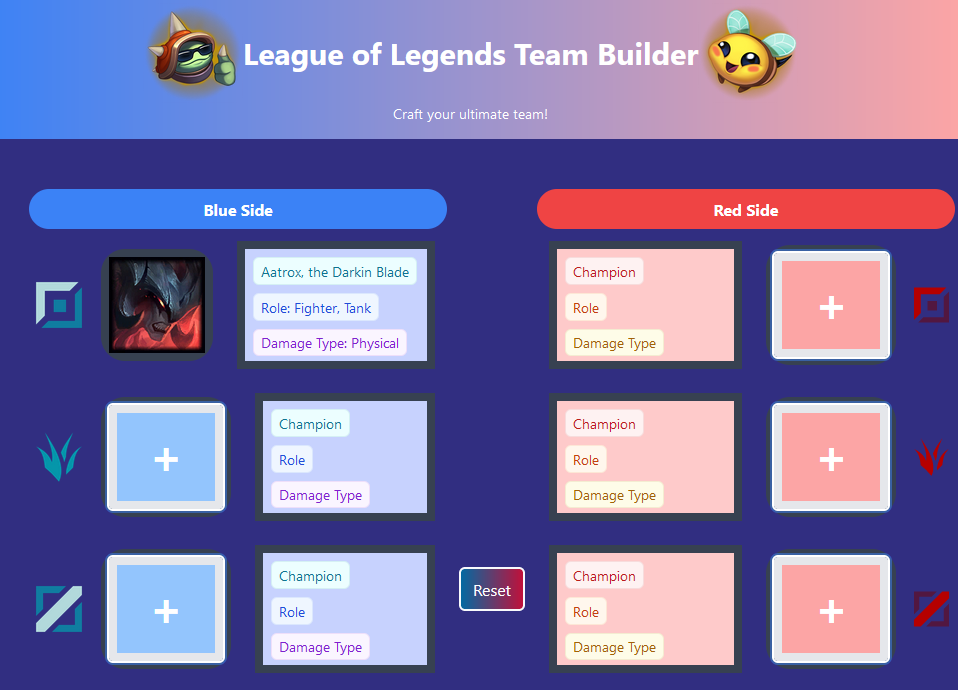 League of Legends Team Builder
Craft your ultimate team!
Blue Side
Red Side
Aatrox, the Darkin Blade
Role: Fighter, Tank
Damage Type: Physical
Champion
Role
Damage Type
+
Champion
Role
Damage Type
+
Champion
Role
Damage Type
+
+
Champion
Role
Damage Type
+
Reset
Champion
Role
Damage Type
+